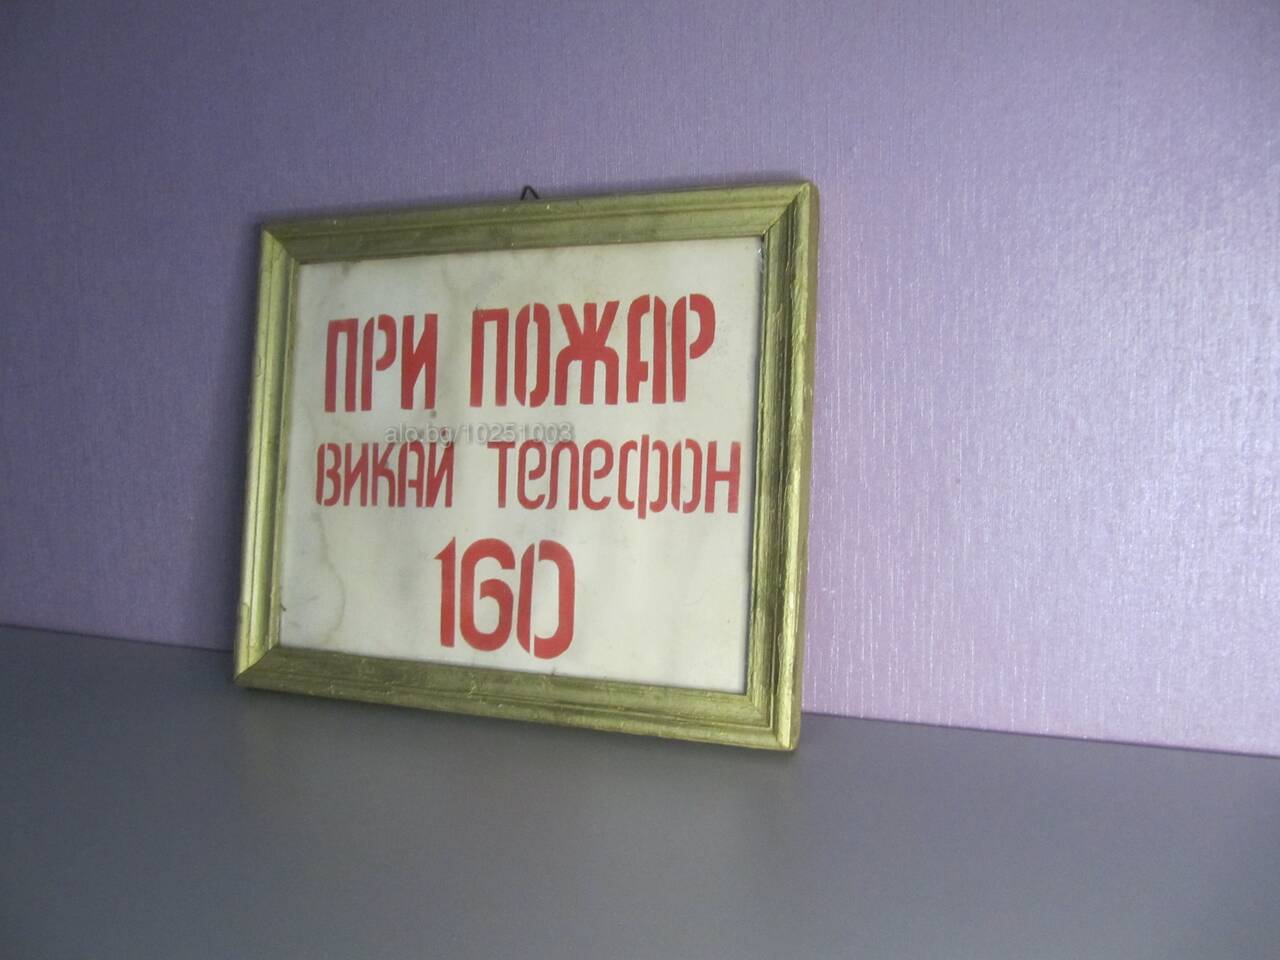 ПРИ ПОЖАР
alo.bg/10251003
ВИКАЙ ТЕЛЕФОН
160